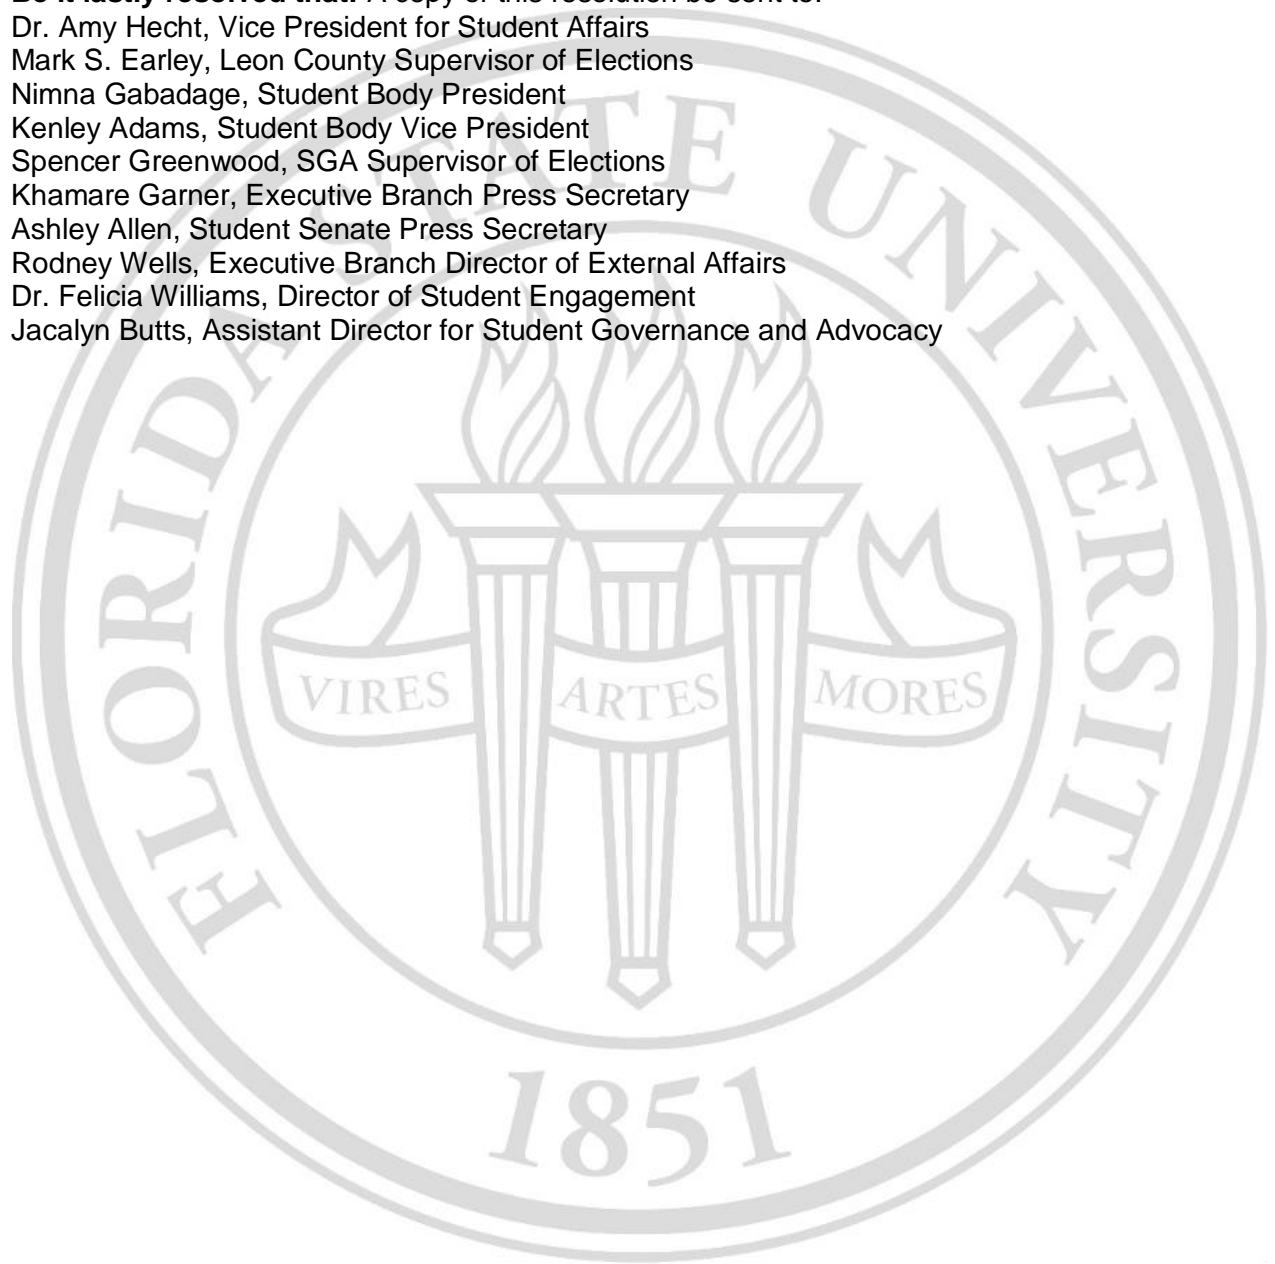 Be it lastly reserved that: A copy of this resolution be sent to:
Dr. Amy Hecht, Vice President for Student Affairs
Mark S. Earley, Leon County Supervisor of Elections
Nimna Gabadage, Student Body President
Kenley Adams, Student Body Vice President
Spencer Greenwood, SGA Supervisor of Elections
Khamare Garner, Executive Branch Press Secretary
Ashley Allen, Student Senate Press Secretary
Rodney Wells, Executive Branch Director of External Affairs
Dr. Felicia Williams, Director of Student Engagement
Jacalyn Butts, Assistant Director for Student Governance and Advocacy
FLORIDA STATE UNIVERSITY
VIRES ARTES MORES
1851